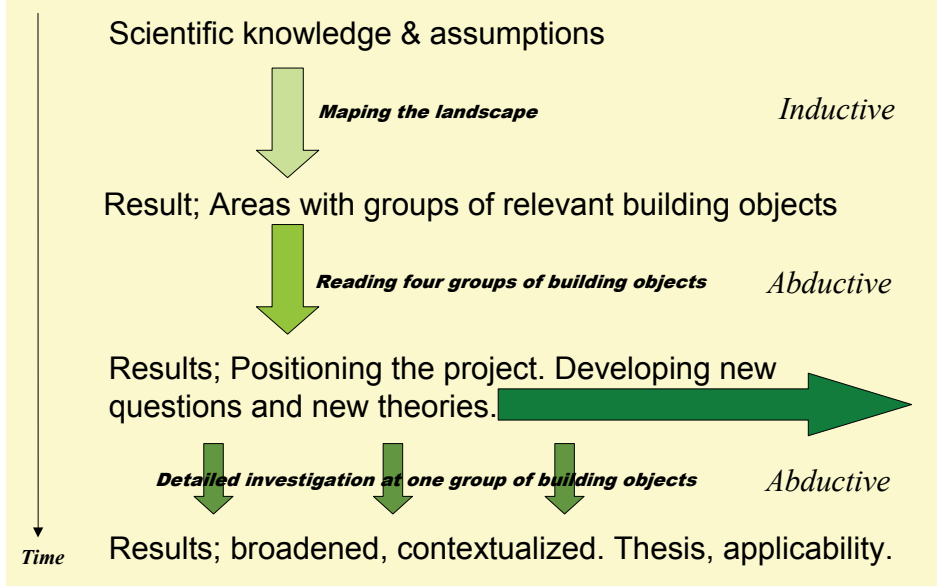 Scientific knowledge & assumptions
Maping the landscape
Inductive
Result; Areas with groups of relevant building objects
Reading four groups of building objects
Abductive
Results; Positioning the project. Developing new
questions and new theories.
Detailed investigation at one group of building objects
Abductive
Time
Results; broadened, contextualized. Thesis, applicability.